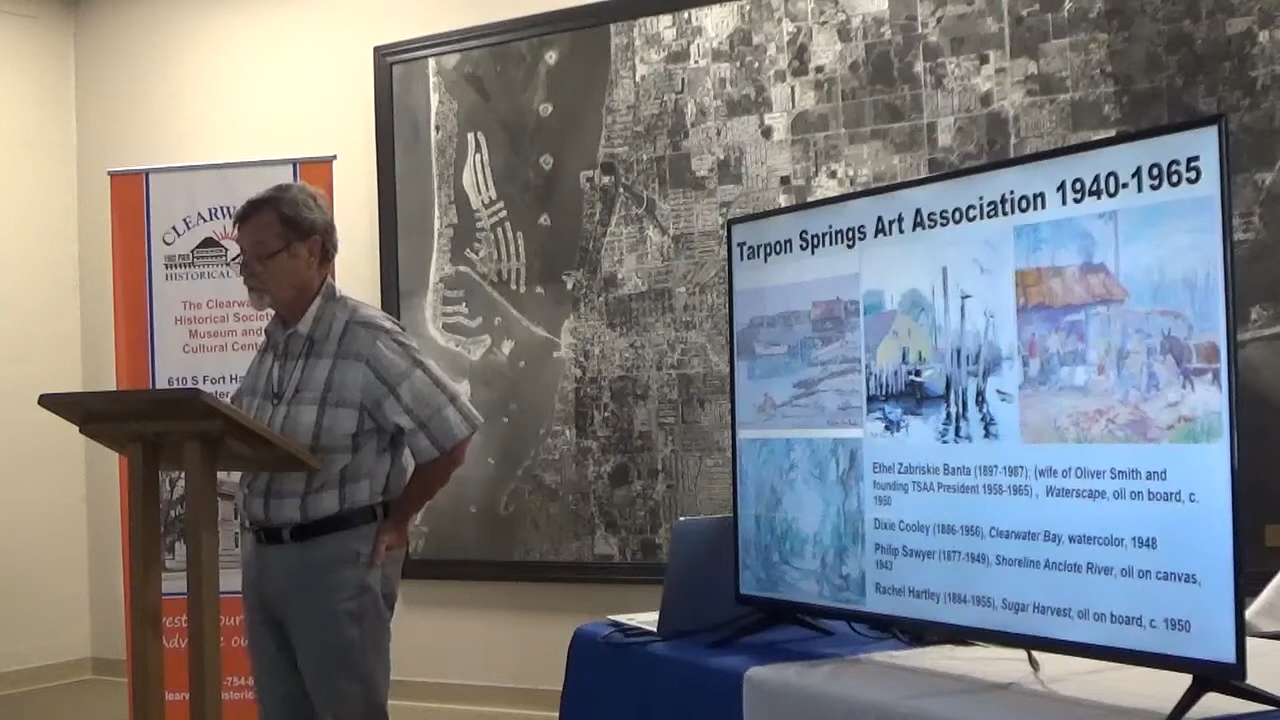 CLEARW
1902 PIER
HISTORICAL
The Clearwa
Historical Society
Museum and
Cultural Cent
610 S Fort Ha
Tarpon Springs Art Association 1940-1965
Ethel Zabriskie Banta (1897-1987), (wife of Oliver Smith and
founding TSAA President 1958-1965) , Waterscape, oil on board, c.
1960
Dixie Cooley (1886-1956), Clearwater Bay, watercolor, 1948
Philip Sawyer (1877-1949), Shoreline Anclote River, oil on canvas,
1943
Rachel Hartley (1884-1955), Sugar Harvest, oil on board, c. 1950